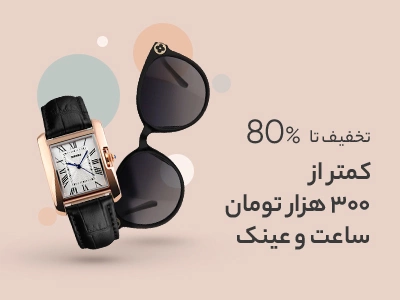 تخفیف تا 80%
کمتر از
۳۰۰ هزار تومان
ساعت و عینک